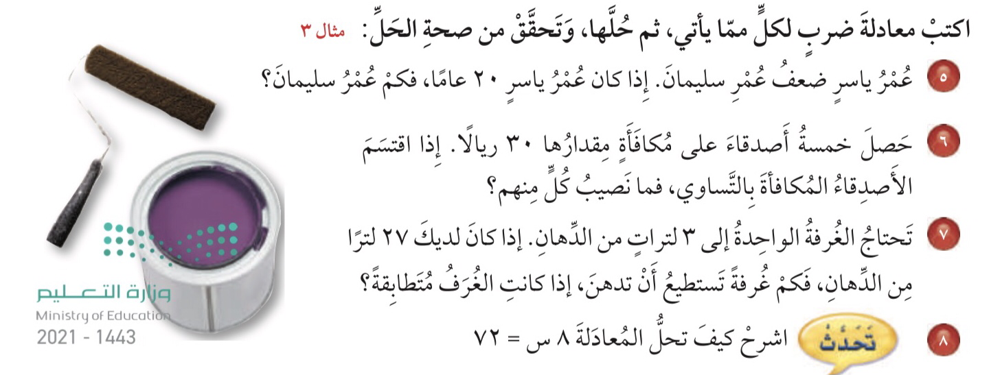 اكتبْ معادلةَ ضربٍ لكلٍّ ممّا يأتي، ثم حُلَّها، وَتَحقَّقْ من صحةِ الحَلِّ: مثال ٣
٥ عُمْرُ ياسرٍ ضعفُ عُمْرِ سليمانَ. إِذا كان عُمْرُ ياسرٍ ٢٠ عامًا، فكمْ عُمْرُ سليمانَ؟
٦ حَصلَ خمسةُ أَصدقاءَ على مُكافَأَةٍ مِقدارُها ٣٠ ريالًا. إِذا اقتسَمَ
الأَصدِقاءُ المُكافأةَ بِالتَّساوي، فما نَصيبُ كُلٍّ مِنهم؟
٧ تَحتاجُ الغُرفةُ الواحِدةُ إلى ٣ لتراتٍ من الدِّهانِ. إذا كانَ لديكَ ٢٧ لترًا
مِن الدِّهانِ، فَكمْ غُرفةً تَستطيعُ أَنْ تدهنَ، إذا كانتِ الغُرَفُ مُتَطابِقةً؟
٨ تَحَدَّثْ اشرحْ كيفَ تحلُّ المُعادَلةَ ٨ س = ٧٢
وزارة التعليم
Ministry of Education
2021 - 1443